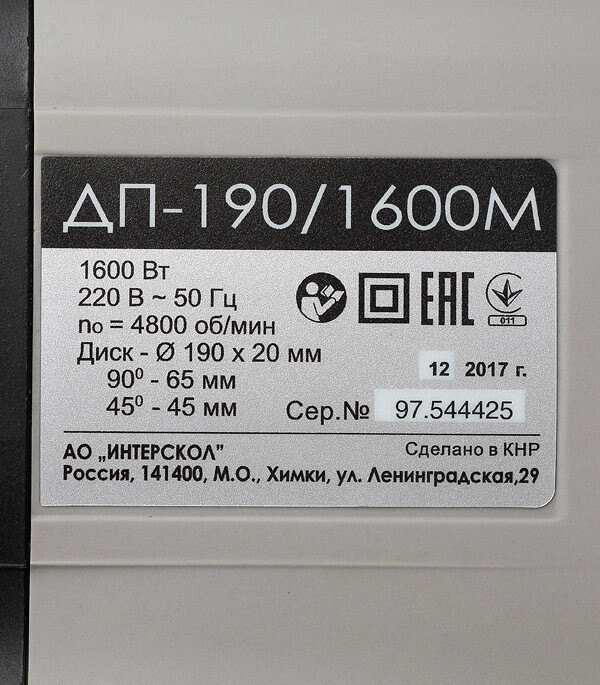 ДП-190/1600М
1600 Вт
220 В ~ 50 Гц
no = 4800 об/мин
Диск - Ø 190 x 20 мм
90⁰ - 65 мм
45⁰ - 45 мм
EAC
011
12 2017 г.
Сер.№ 97.544425
АО „ИНТЕРСКОЛ"
Сделано в КНР
Россия, 141400, М.О., Химки, ул. Ленинградская,29